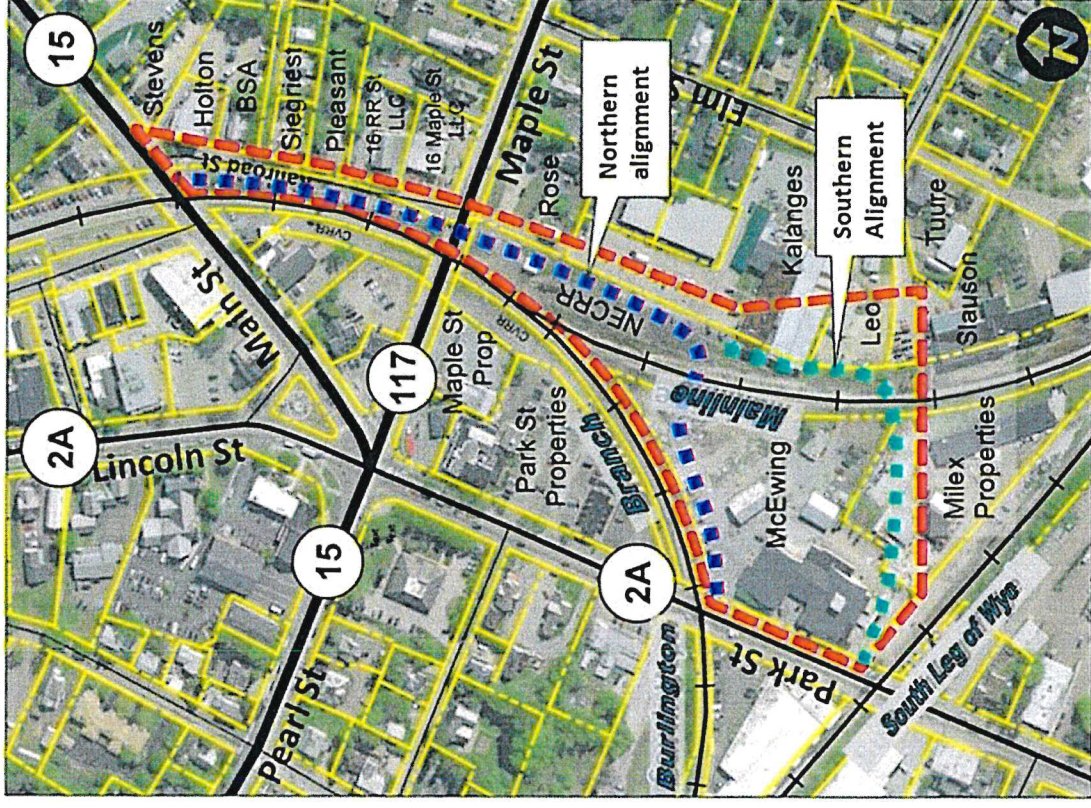 15
Stevens
Holton
BSA
Siegriest
Pleasant
16 RR St
LLC
16 Maple St
LLC
Railroad St
Main St
2A
Lincoln St
CVRR
Maple St
Rose
Northern
alignment
Elm S
117
Maple St
Prop
CVRR
NECRR
Park St
Properties
Branch
15
Pearl St
Mainline
Kalanges
Southern
Alignment
McEwing
Leo
Tuure
Slauson
2A
Milex
Properties
Burlington
Park St
South Leg of Wye
N